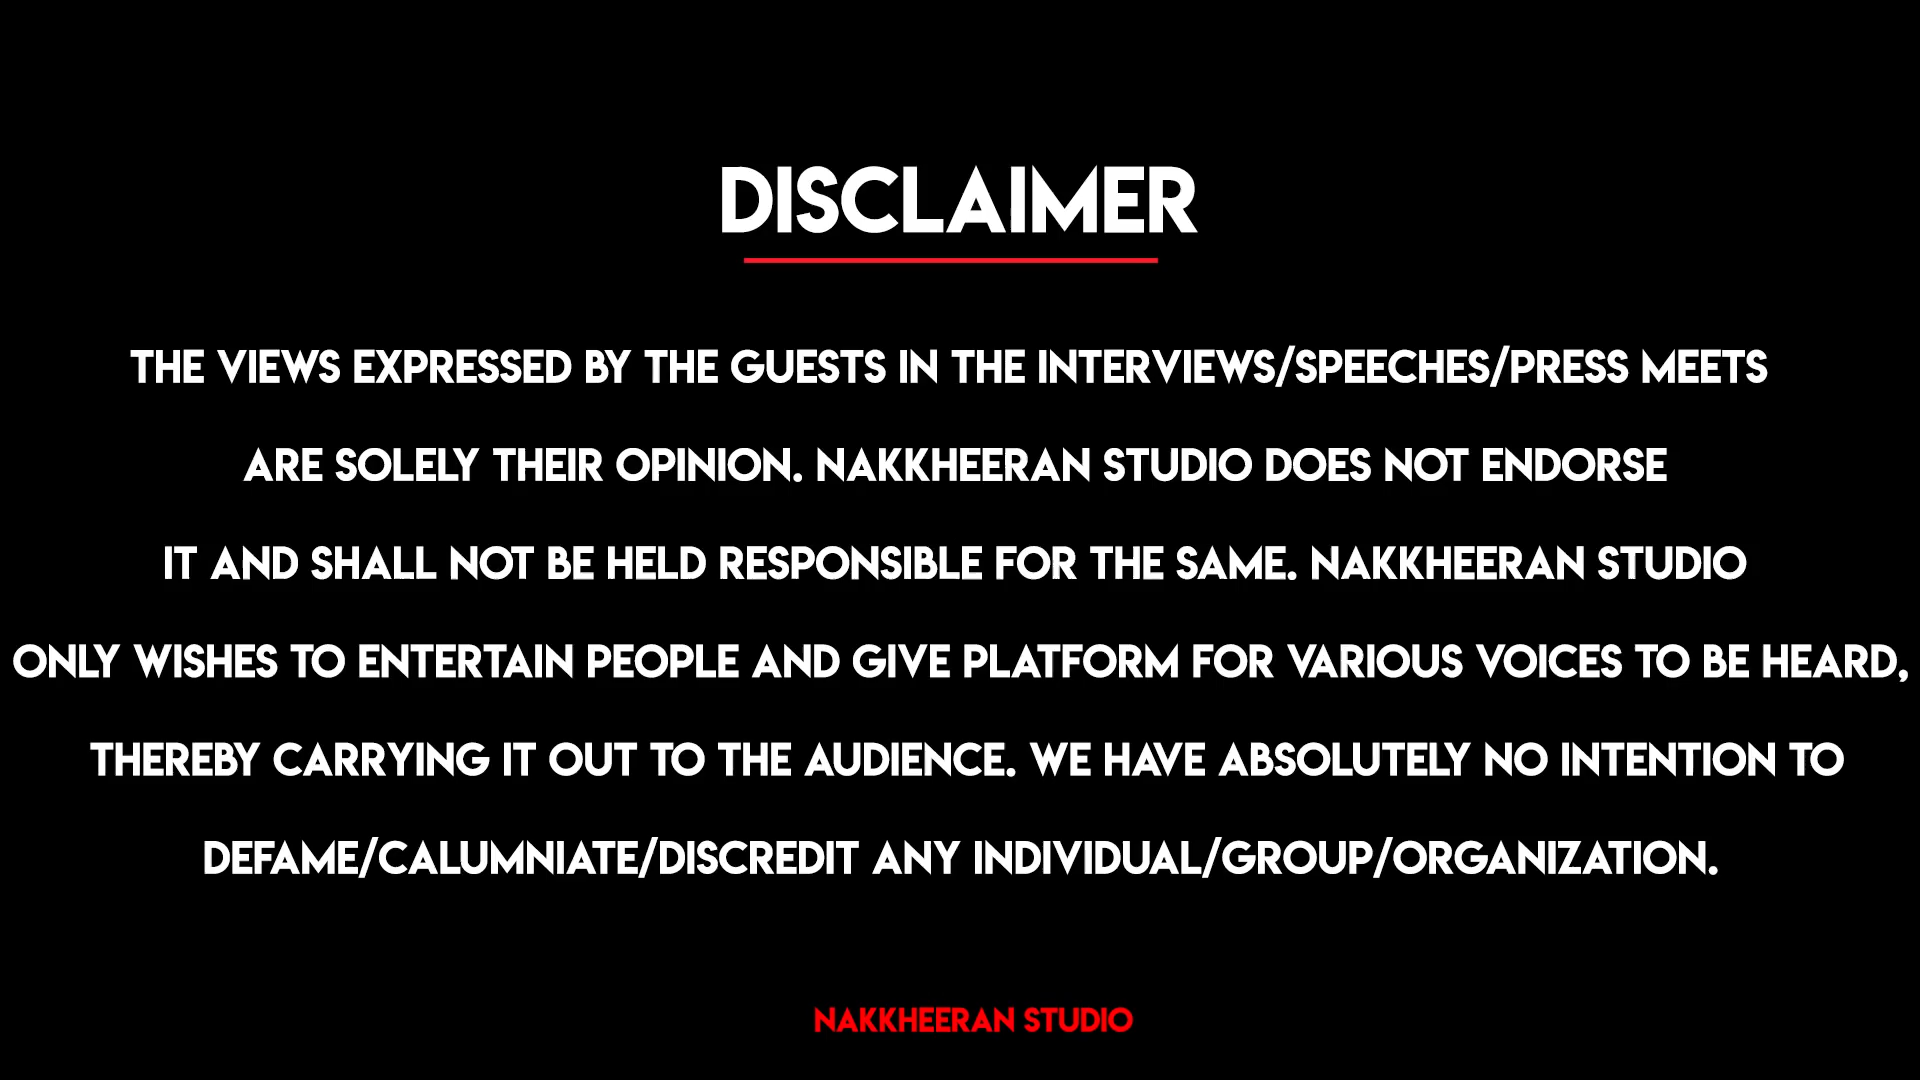 DISCLAIMER
THE VIEWS EXPRESSED BY THE GUESTS IN THE INTERVIEWS/SPEECHES/PRESS MEETS
ARE SOLELY THEIR OPINION. NAKKHEERAN STUDIO DOES NOT ENDORSE
IT AND SHALL NOT BE HELD RESPONSIBLE FOR THE SAME. NAKKHEERAN STUDIO
ONLY WISHES TO ENTERTAIN PEOPLE AND GIVE PLATFORM FOR VARIOUS VOICES TO BE HEARD,
THEREBY CARRYING IT OUT TO THE AUDIENCE. WE HAVE ABSOLUTELY NO INTENTION TO
DEFAME/CALUMNIATE/DISCREDIT ANY INDIVIDUAL/GROUP/ORGANIZATION.
NAKKHEERAN STUDIO